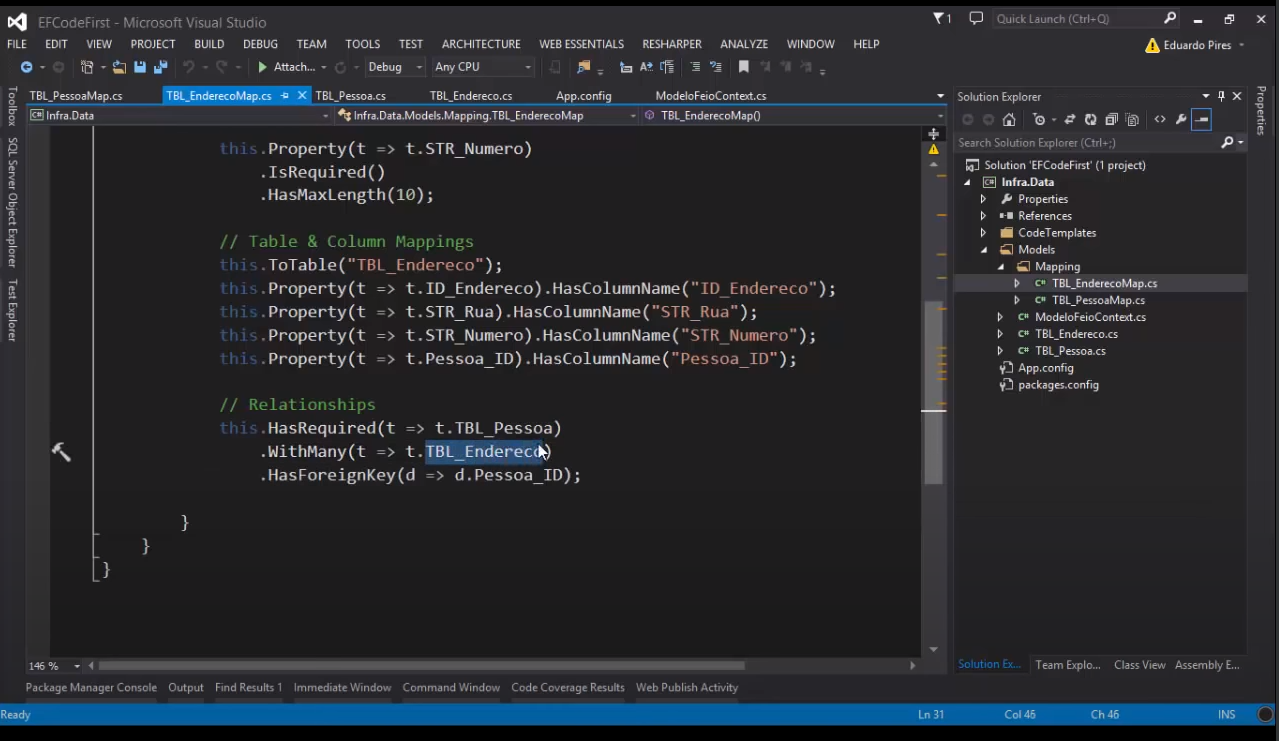 EFCodeFirst - Microsoft Visual Studio
1
Quick Launch (Ctrl+Q)
FILE EDIT VIEW PROJECT BUILD DEBUG TEAM TOOLS TEST ARCHITECTURE WEB ESSENTIALS RESHARPER ANALYZE WINDOW HELP
Eduardo Pires
Attach... Debug Any CPU
TBL_PessoaMap.cs TBL_EnderecoMap.cs TBL_Pessoa.cs TBL_Endereco.cs App.config ModeloFeioContext.cs
Infra.Data Infra.Data.Models.Mapping.TBL_EnderecoMap TBL_EnderecoMap()
Toolbox
SQL Server Object Explorer
Test Explorer
this.Property(t => t.STR_Numero)
.IsRequired()
.HasMaxLength(10);
// Table & Column Mappings
this.ToTable("TBL_Endereco");
this.Property(t => t.ID_Endereco).HasColumnName("ID_Endereco");
this.Property(t => t.STR_Rua).HasColumnName("STR_Rua");
this.Property(t => t.STR_Numero).HasColumnName("STR_Numero");
this.Property(t => t.Pessoa_ID).HasColumnName("Pessoa_ID");
// Relationships
this.HasRequired(t => t.TBL_Pessoa)
.WithMany(t => t.TBL_Endereco)
.HasForeignKey(d => d.Pessoa_ID);
}
}
}
146 %
Solution Explorer
Search Solution Explorer (Ctrl+;)
Solution 'EFCodeFirst' (1 project)
Infra.Data
Properties
References
CodeTemplates
Models
Mapping
TBL_EnderecoMap.cs
TBL_PessoaMap.cs
ModeloFeioContext.cs
TBL_Endereco.cs
TBL_Pessoa.cs
App.config
packages.config
Solution Ex... Team Explo... Class View Assembly E...
Properties
Package Manager Console Output Find Results 1 Immediate Window Command Window Code Coverage Results Web Publish Activity
Ready Ln 31 Col 46 Ch 46 INS